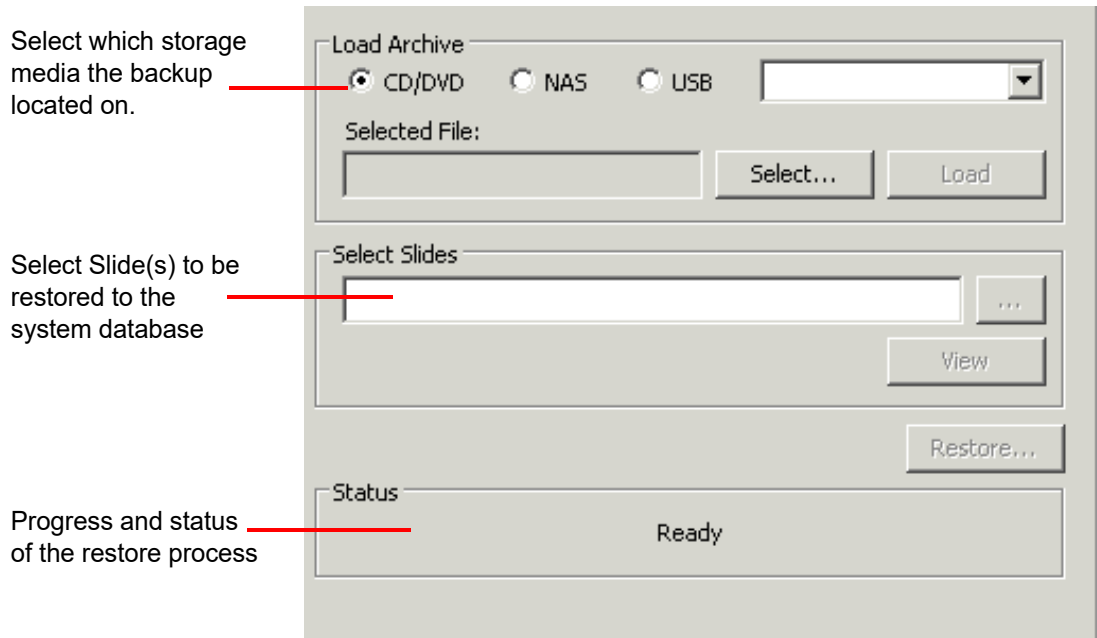 Select which storage
media the backup
located on.
Load Archive
CD/DVD NAS USB
Selected File:
Select... Load
Select Slide(s) to be
restored to the
system database
Select Slides
...
View
Restore...
Progress and status
of the restore process
Status
Ready